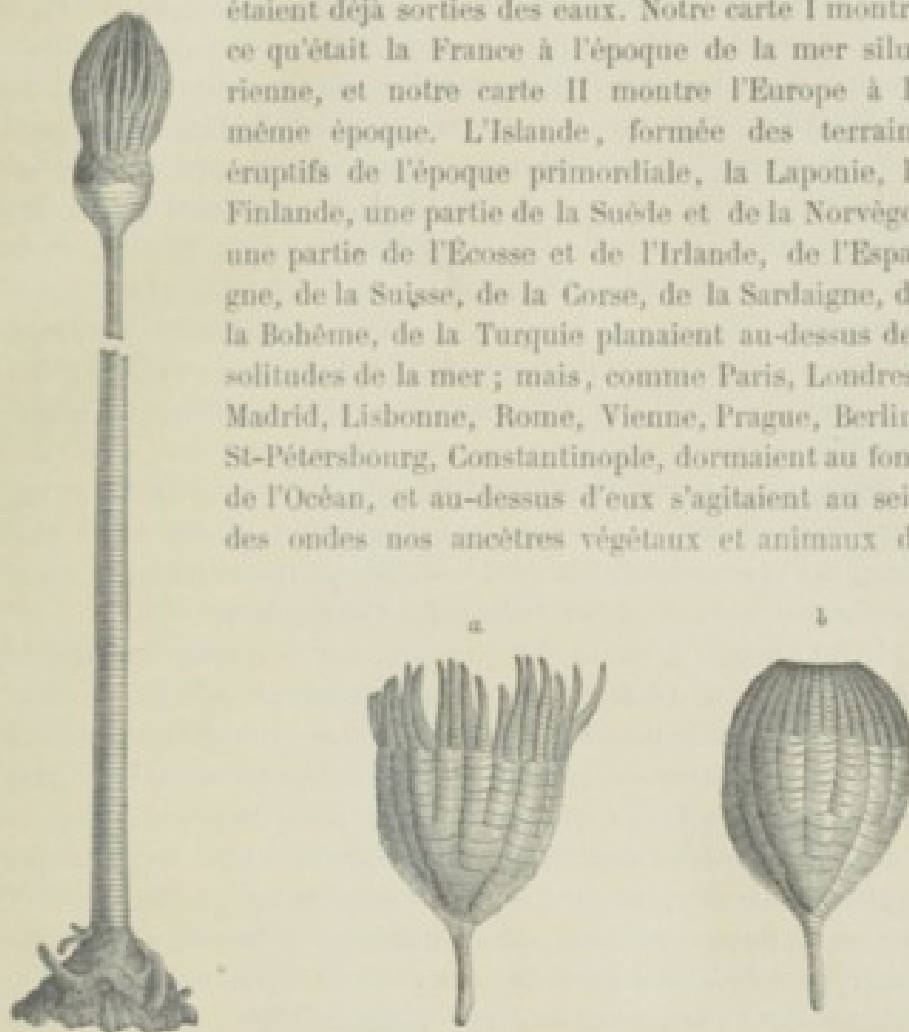 étaient déjà sorties des eaux. Notre carte I montr
ce qu'était la France à l'époque de la mer silu
rienne, et notre carte II montre l'Europe à l
même époque. L'Islande, formée des terrain
éruptifs de l'époque primordiale, la Laponie, l
Finlande, une partie de la Suède et de la Norvège
une partie de l'Écosse et de l'Irlande, de l'Espa
gne, de la Suisse, de la Corse, de la Sardaigne, d
la Bohême, de la Turquie planaient au-dessus de
solitudes de la mer ; mais, comme Paris, Londres
Madrid, Lisbonne, Rome, Vienne, Prague, Berlin
St-Pétersbourg, Constantinople, dormaient au fon
de l'Océan, et au-dessus d'eux s'agitaient au sei
des ondes nos ancêtres végétaux et animaux d
a
b